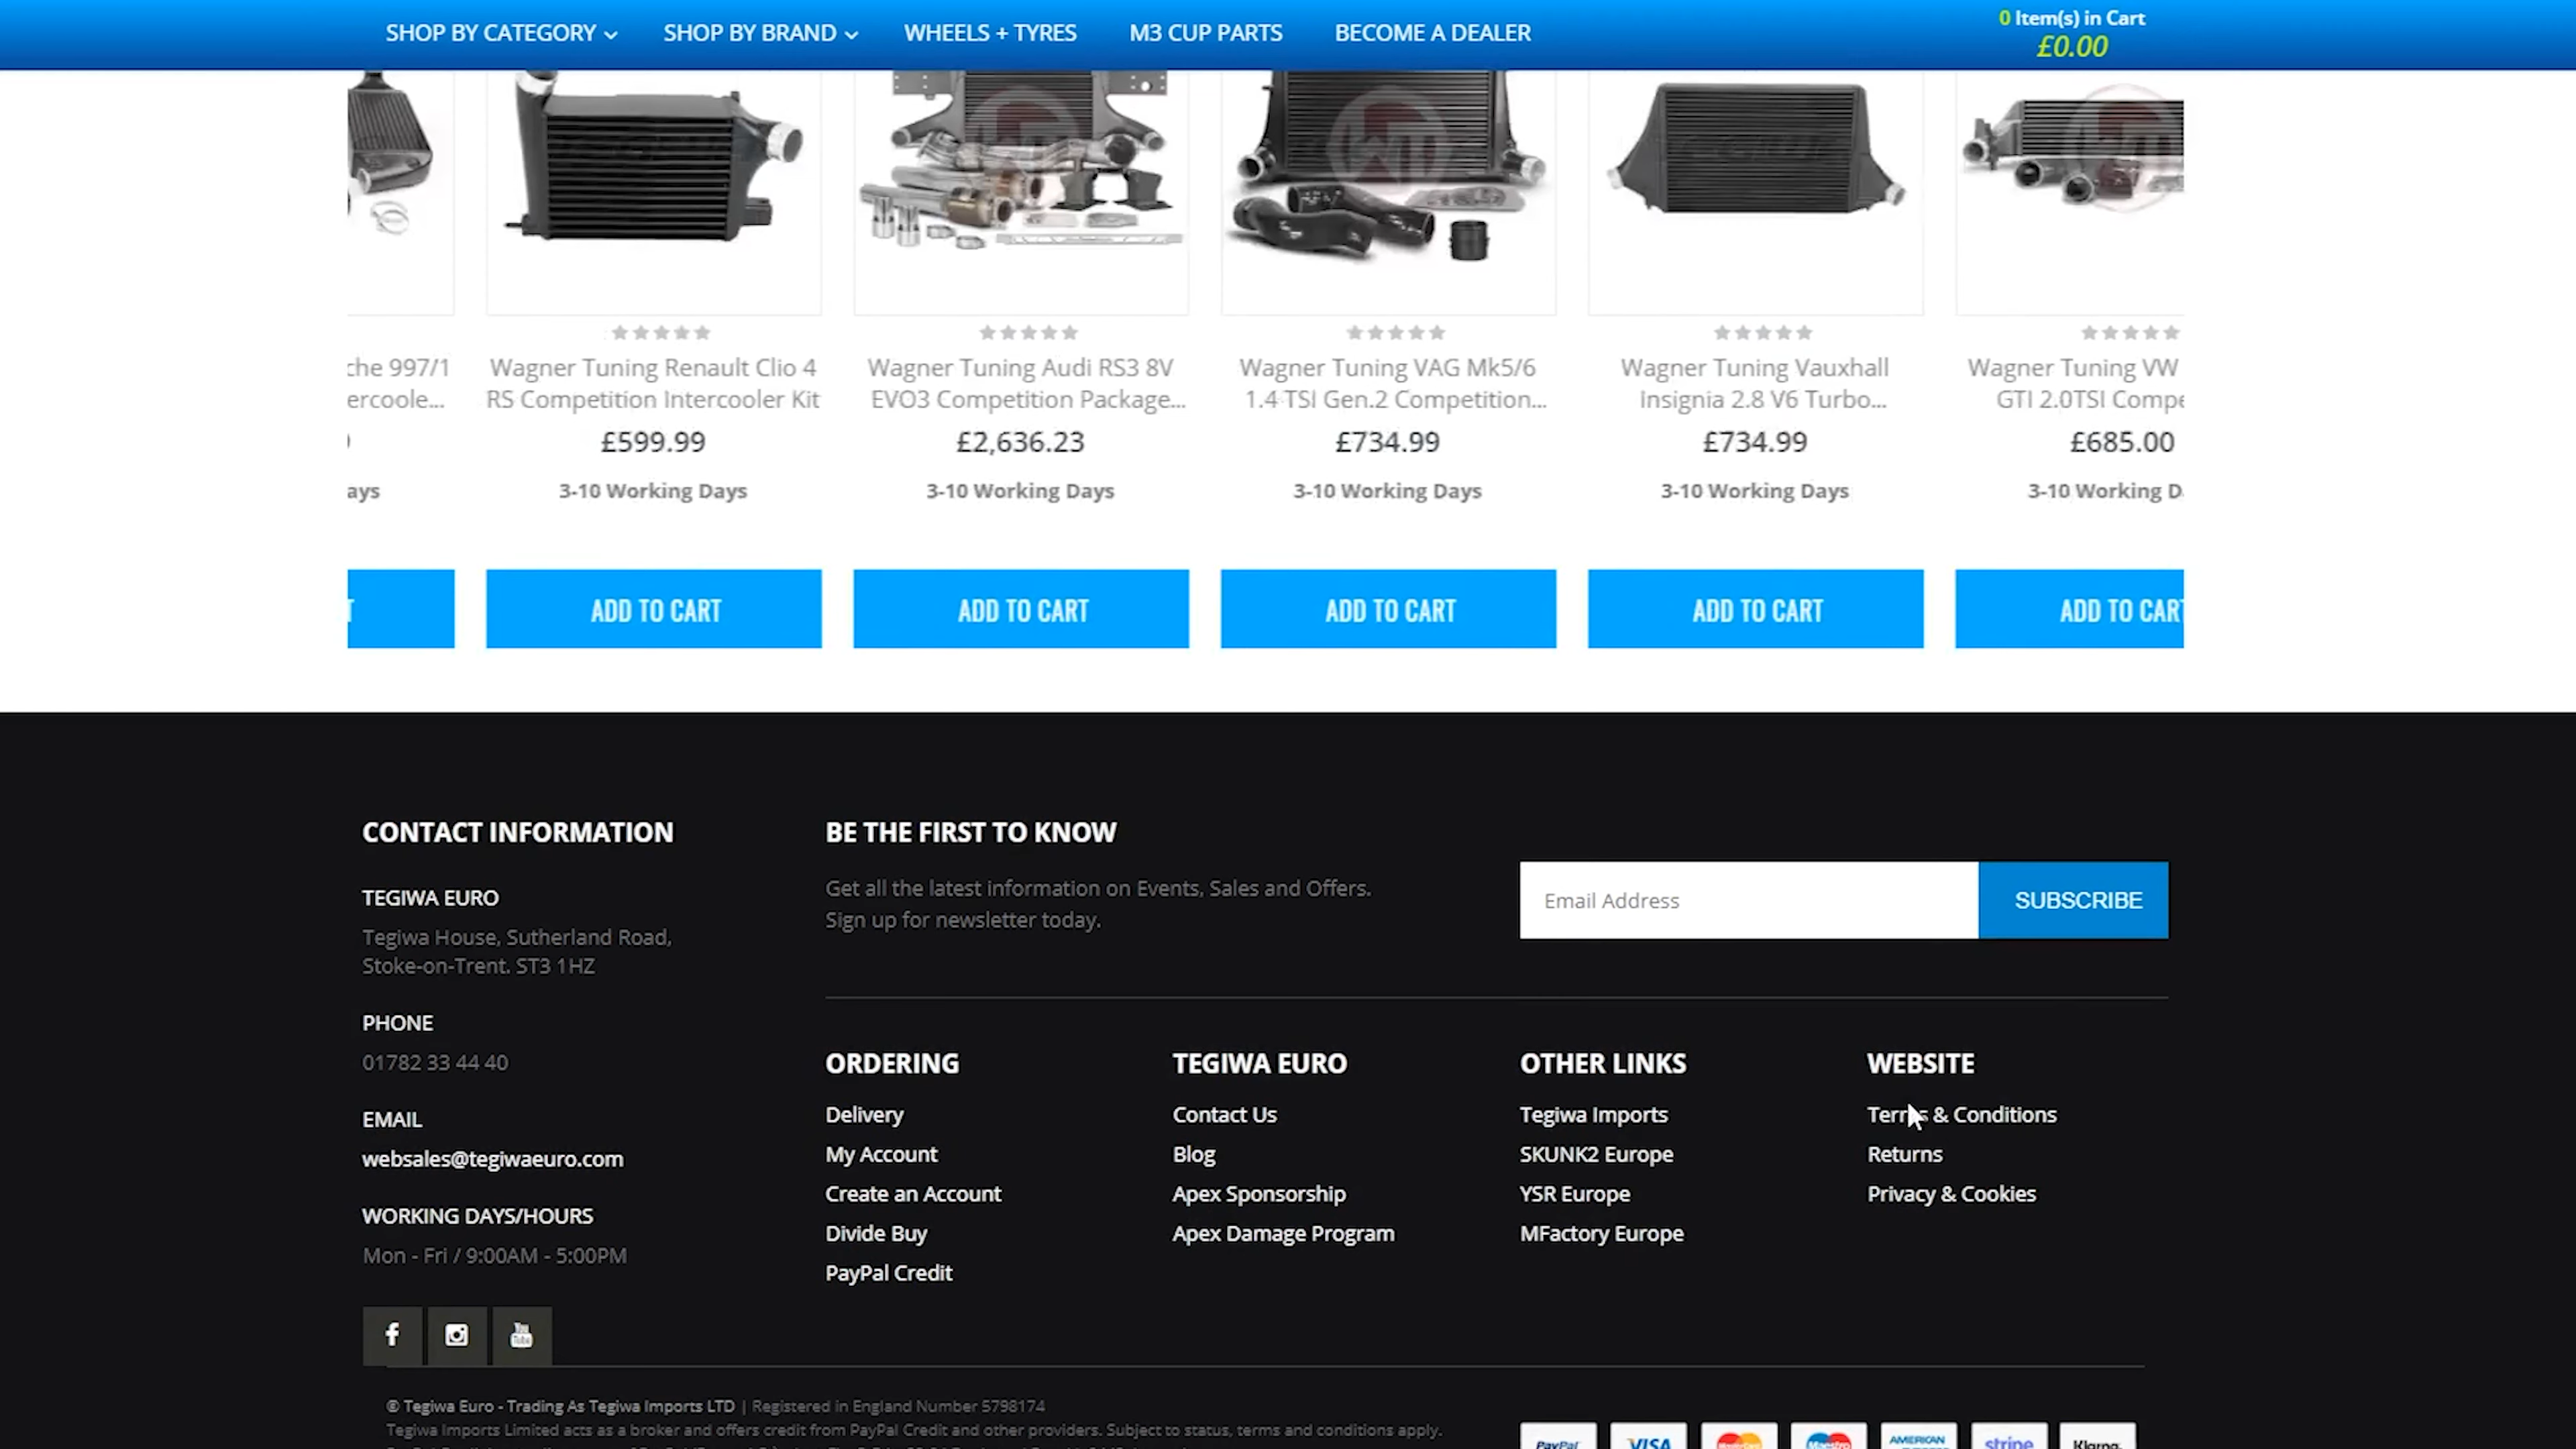 SHOP BY CATEGORY SHOP BY BRAND WHEELS + TYRES M3 CUP PARTS BECOME A DEALER
0 Item(s) in Cart
£0.00
che 997/1
ercoole...
ays
Wagner Tuning Renault Clio 4
RS Competition Intercooler Kit
£599.99
3-10 Working Days
Wagner Tuning Audi RS3 8V
EVO3 Competition Package...
£2,636.23
3-10 Working Days
Wagner Tuning VAG Mk5/6
1.4 TSI Gen.2 Competition...
£734.99
3-10 Working Days
Wagner Tuning Vauxhall
Insignia 2.8 V6 Turbo...
£734.99
3-10 Working Days
Wagner Tuning VW
GTI 2.0TSI Compe
£685.00
3-10 Working D
T
ADD TO CART
ADD TO CART
ADD TO CART
ADD TO CART
ADD TO CART
CONTACT INFORMATION
TEGIWA EURO
Tegiwa House, Sutherland Road,
Stoke-on-Trent. ST3 1HZ
PHONE
01782 33 44 40
EMAIL
websales@tegiwaeuro.com
WORKING DAYS/HOURS
Mon - Fri / 9:00AM - 5:00PM
BE THE FIRST TO KNOW
Get all the latest information on Events, Sales and Offers.
Sign up for newsletter today.
Email Address
SUBSCRIBE
ORDERING
Delivery
My Account
Create an Account
Divide Buy
PayPal Credit
TEGIWA EURO
Contact Us
Blog
Apex Sponsorship
Apex Damage Program
OTHER LINKS
Tegiwa Imports
SKUNK2 Europe
YSR Europe
MFactory Europe
WEBSITE
Terms & Conditions
Returns
Privacy & Cookies
You Tube
© Tegiwa Euro - Trading As Tegiwa Imports LTD | Registered in England Number 5798174
Tegiwa Imports Limited acts as a broker and offers credit from PayPal Credit and other providers. Subject to status, terms and conditions apply.
PayPal VISA MasterCard Maestro AMERICAN stripe Klarna.